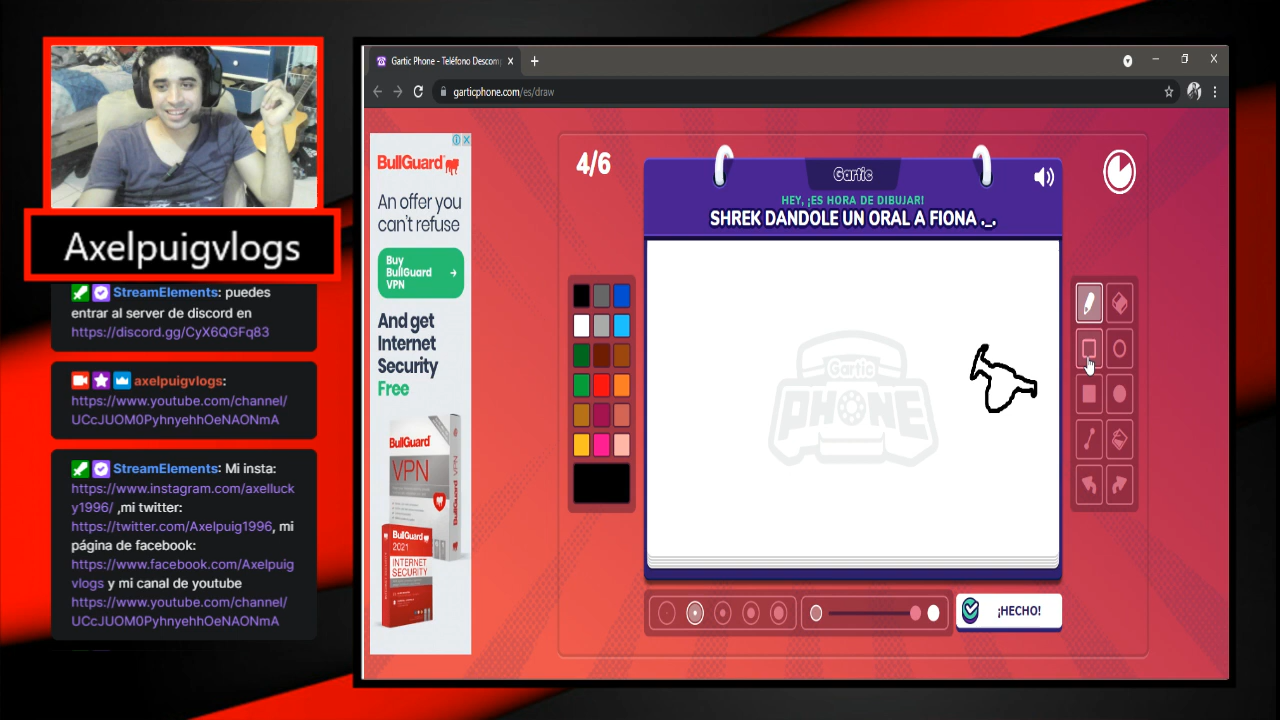 Axelpuigvlogs
StreamElements: puedes
entrar al server de discord en
https://discord.gg/CyX6QGFq83
axelpuigvlogs:
https://www.youtube.com/channel/
UCcJUOM0PyhnyehhOeNAONmA
StreamElements: Mi insta:
https://www.instagram.com/axelluck
y1996/ ,mi twitter:
https://twitter.com/Axelpuig1996, mi
página de facebook:
https://www.facebook.com/Axelpuig
vlogs y mi canal de youtube
https://www.youtube.com/channel/
UCcJUOM0PyhnyehhOeNAONmA
Gartic Phone - Teléfono Descomp
garticphone.com/es/draw
BullGuard
An offer you
can't refuse
Buy
BullGuard
VPN
And get
Internet
Security
Free
BullGuard
VPN
BullGuard
2021
INTERNET
SECURITY
4/6
Gartic
HEY, ¡ES HORA DE DIBUJAR!
SHREK DANDOLE UN ORAL A FIONA ._.
Gartic
PHONE
¡HECHO!